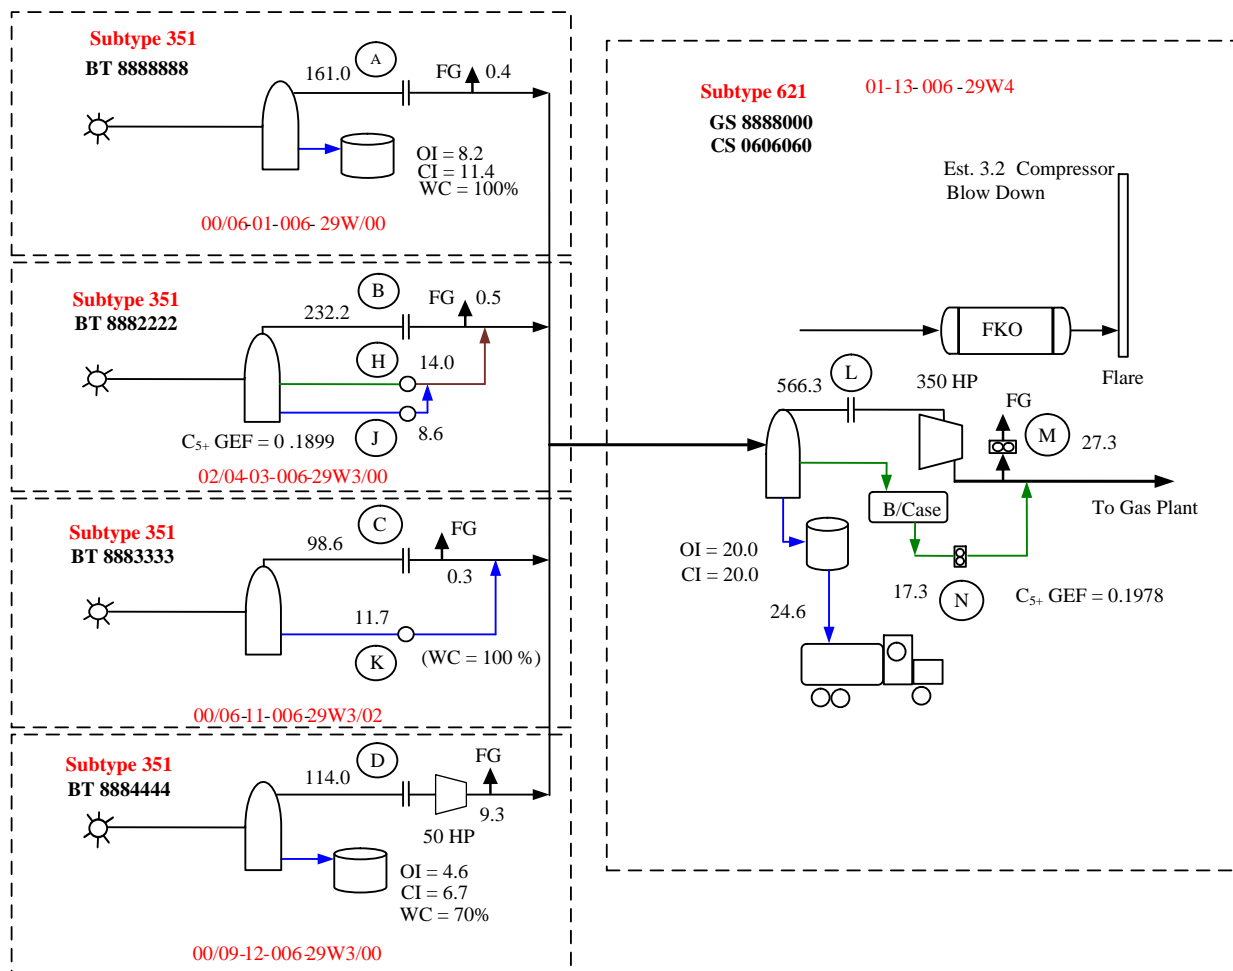 Subtype 351
BT 8888888
161.0
A
FG
0.4
OI = 8.2
CI = 11.4
WC = 100%
00/06-01-006- 29W/00
Subtype 351
BT 8882222
232.2
B
FG
0.5
H
14.0
J
8.6
C5+ GEF = 0 .1899
02/04-03-006-29W3/00
Subtype 351
BT 8883333
98.6
C
FG
0.3
11.7
K
(WC = 100 %)
00/06-11-006-29W3/02
Subtype 351
BT 8884444
114.0
D
FG
9.3
50 HP
OI = 4.6
CI = 6.7
WC = 70%
00/09-12-006-29W3/00
Subtype 621
01-13-006 -29W4
GS 8888000
CS 0606060
Est. 3.2 Compressor
Blow Down
FKO
Flare
566.3
L
350 HP
FG
M
27.3
To Gas Plant
B/Case
OI = 20.0
CI = 20.0
17.3
N
C5+ GEF = 0.1978
24.6